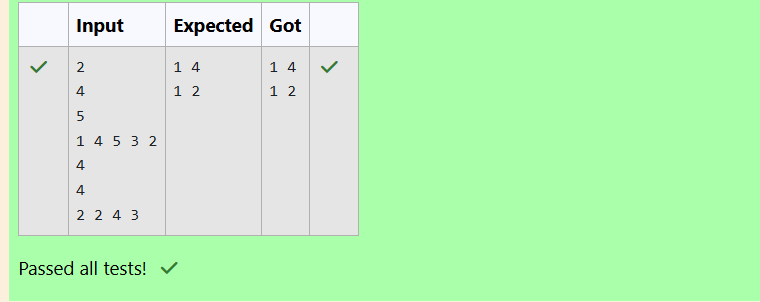 Input Expected Got
2 1 4 1 4
4 1 2 1 2
5
1 4 5 3 2
4
4
2 2 4 3
Passed all tests!